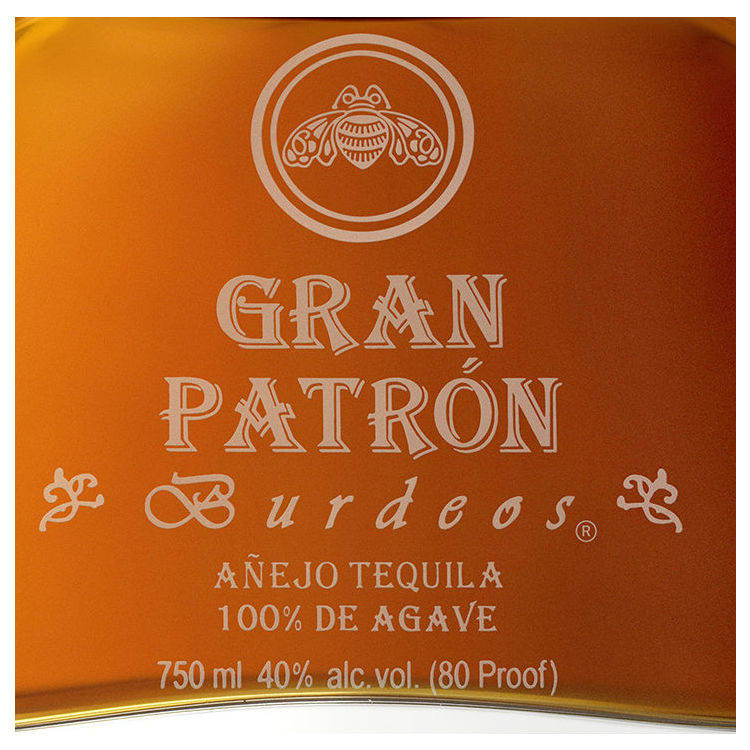 GRAN
PATRÓN
Burdeos®
AÑEJO TEQUILA
100% DE AGAVE
750 ml 40% alc.vol. (80 Proof)